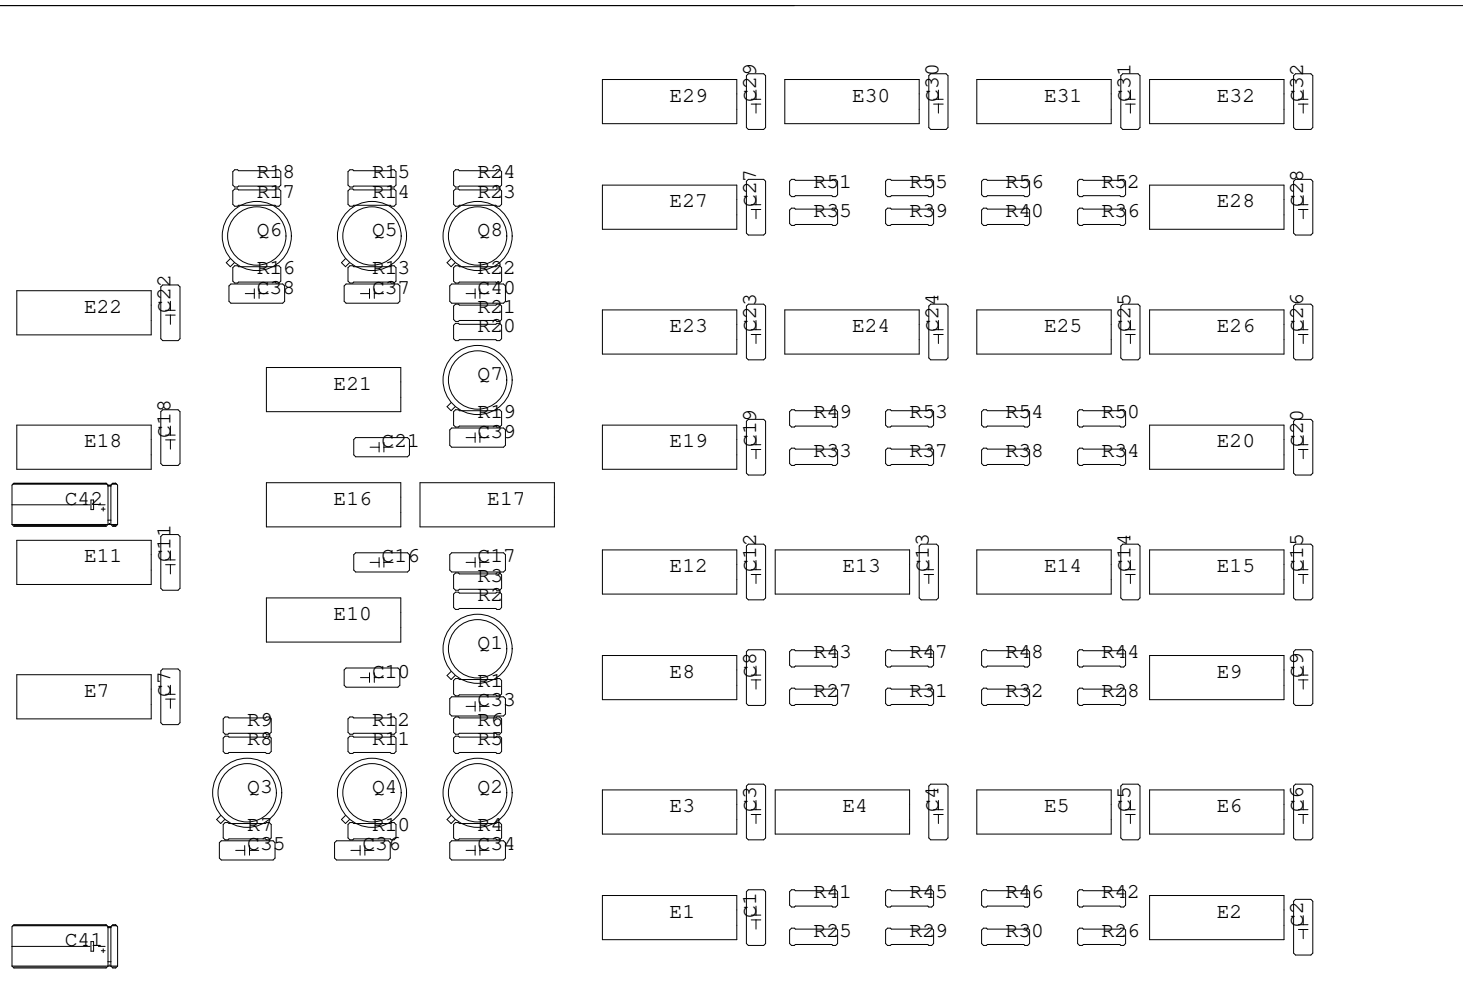 E29 C29 E30 C30 E31 C31 E32 C32
R18 R15 R24 R51 R55 R56 R52
R17 R14 R23 E27 C27 R35 R39 R40 R36 E28 C28
Q6 Q5 Q8
R16 R13 R22
C38 C37 C40
E22 C22 R21
R20 E23 C23 E24 C24 E25 C25 E26 C26
E21 Q7
R19 R49 R53 R54 R50
E18 C18 C21 C39 E19 C19 R33 R37 R38 R34 E20 C20
C42 E16 E17
E11 C11 C16 C17 E12 C12 E13 C13 E14 C14 E15 C15
R3
R2
E10 Q1 R43 R47 R48 R44
C10 E8 C8 E9 C9
E7 C7 R1 R27 R31 R32 R28
C33
R9 R12 R6
R8 R11 R5
Q3 Q4 Q2 E3 C3 E4 C4 E5 C5 E6 C6
R7 R10 R4
C35 C36 C34
R41 R45 R46 R42
E1 C1 E2 C2
C41 R25 R29 R30 R26